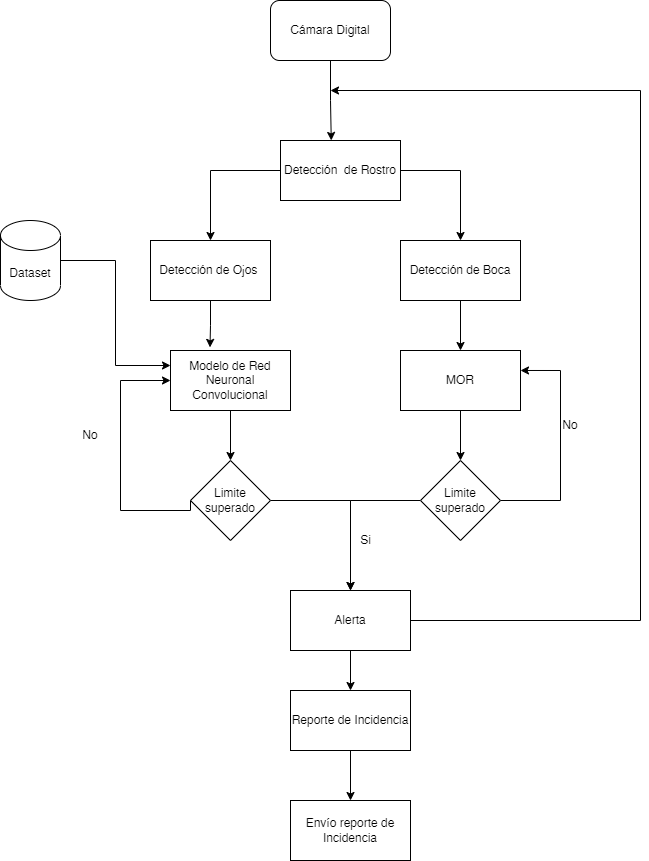 Cámara Digital
Detección de Rostro
Detección de Ojos
Detección de Boca
Dataset
Modelo de Red
Neuronal
Convolucional
MOR
No
No
Limite
superado
Limite
superado
Si
Alerta
Reporte de Incidencia
Envío reporte de
Incidencia